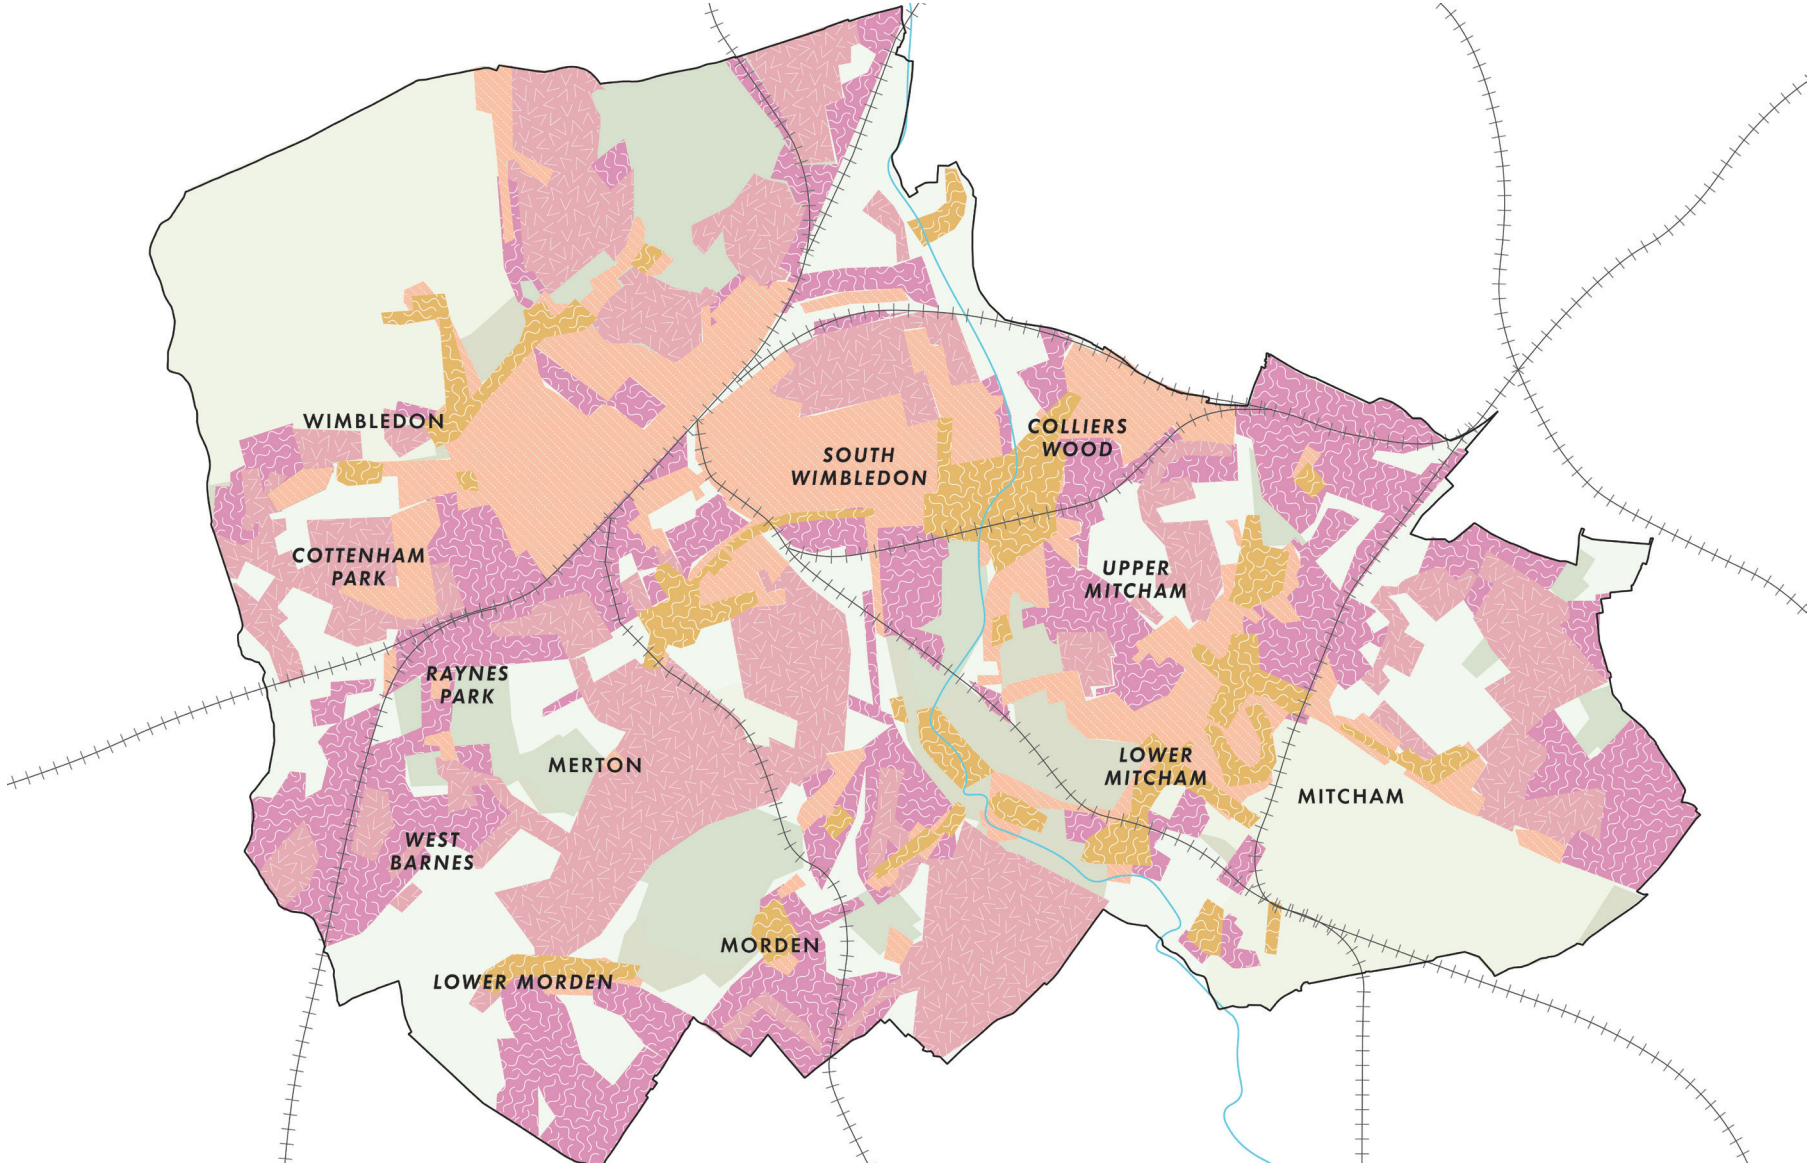 WIMBLEDON
COLLIERS
WOOD
SOUTH
WIMBLEDON
COTTENHAM
PARK
UPPER
MITCHAM
RAYNES
PARK
MERTON
LOWER
MITCHAM
MITCHAM
WEST
BARNES
MORDEN
LOWER MORDEN